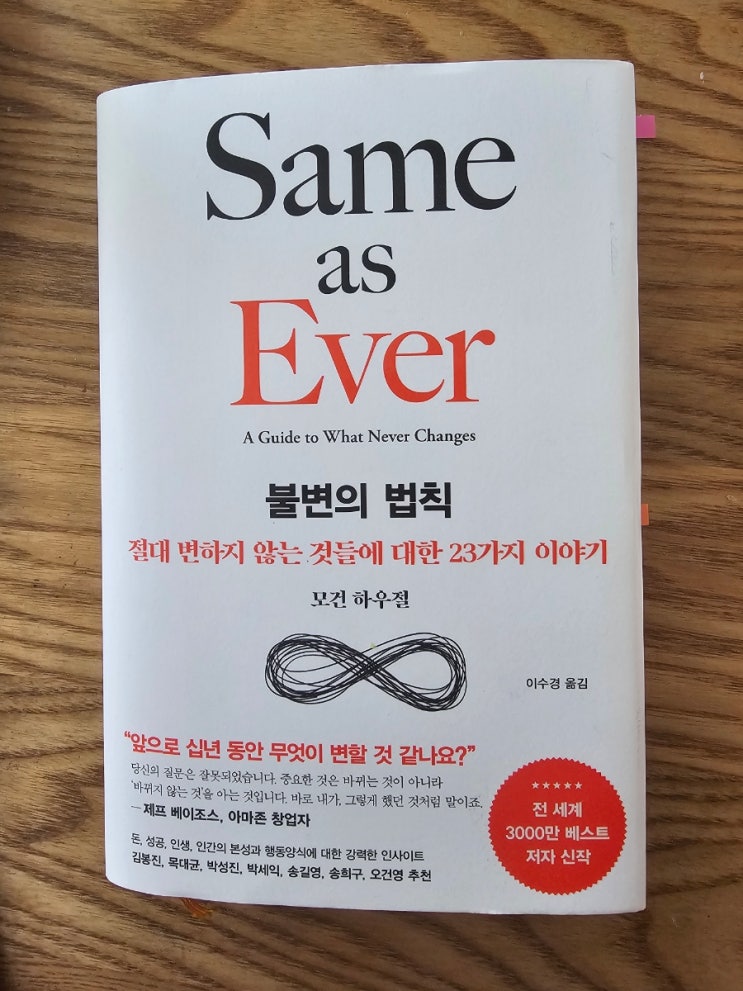 Same
as
Ever
A Guide to What Never Changes
불변의 법칙
절대 변하지 않는 것들에 대한 23가지 이야기
모건 하우절
이수경 옮김
“앞으로 십년 동안 무엇이 변할 것 같나요?”
당신의 질문은 잘못되었습니다. 중요한 것은 바뀌는 것이 아니라
‘바뀌지 않는 것’을 아는 것입니다. 바로 내가, 그렇게 했던 것처럼 말이죠.
— 제프 베이조스, 아마존 창업자
돈, 성공, 인생, 인간의 본성과 행동양식에 대한 강력한 인사이트
김봉진, 목대균, 박성진, 박세익, 송길영, 송희구, 오건영 추천
★★★★★
전 세계
3000만 베스트
저자 신작